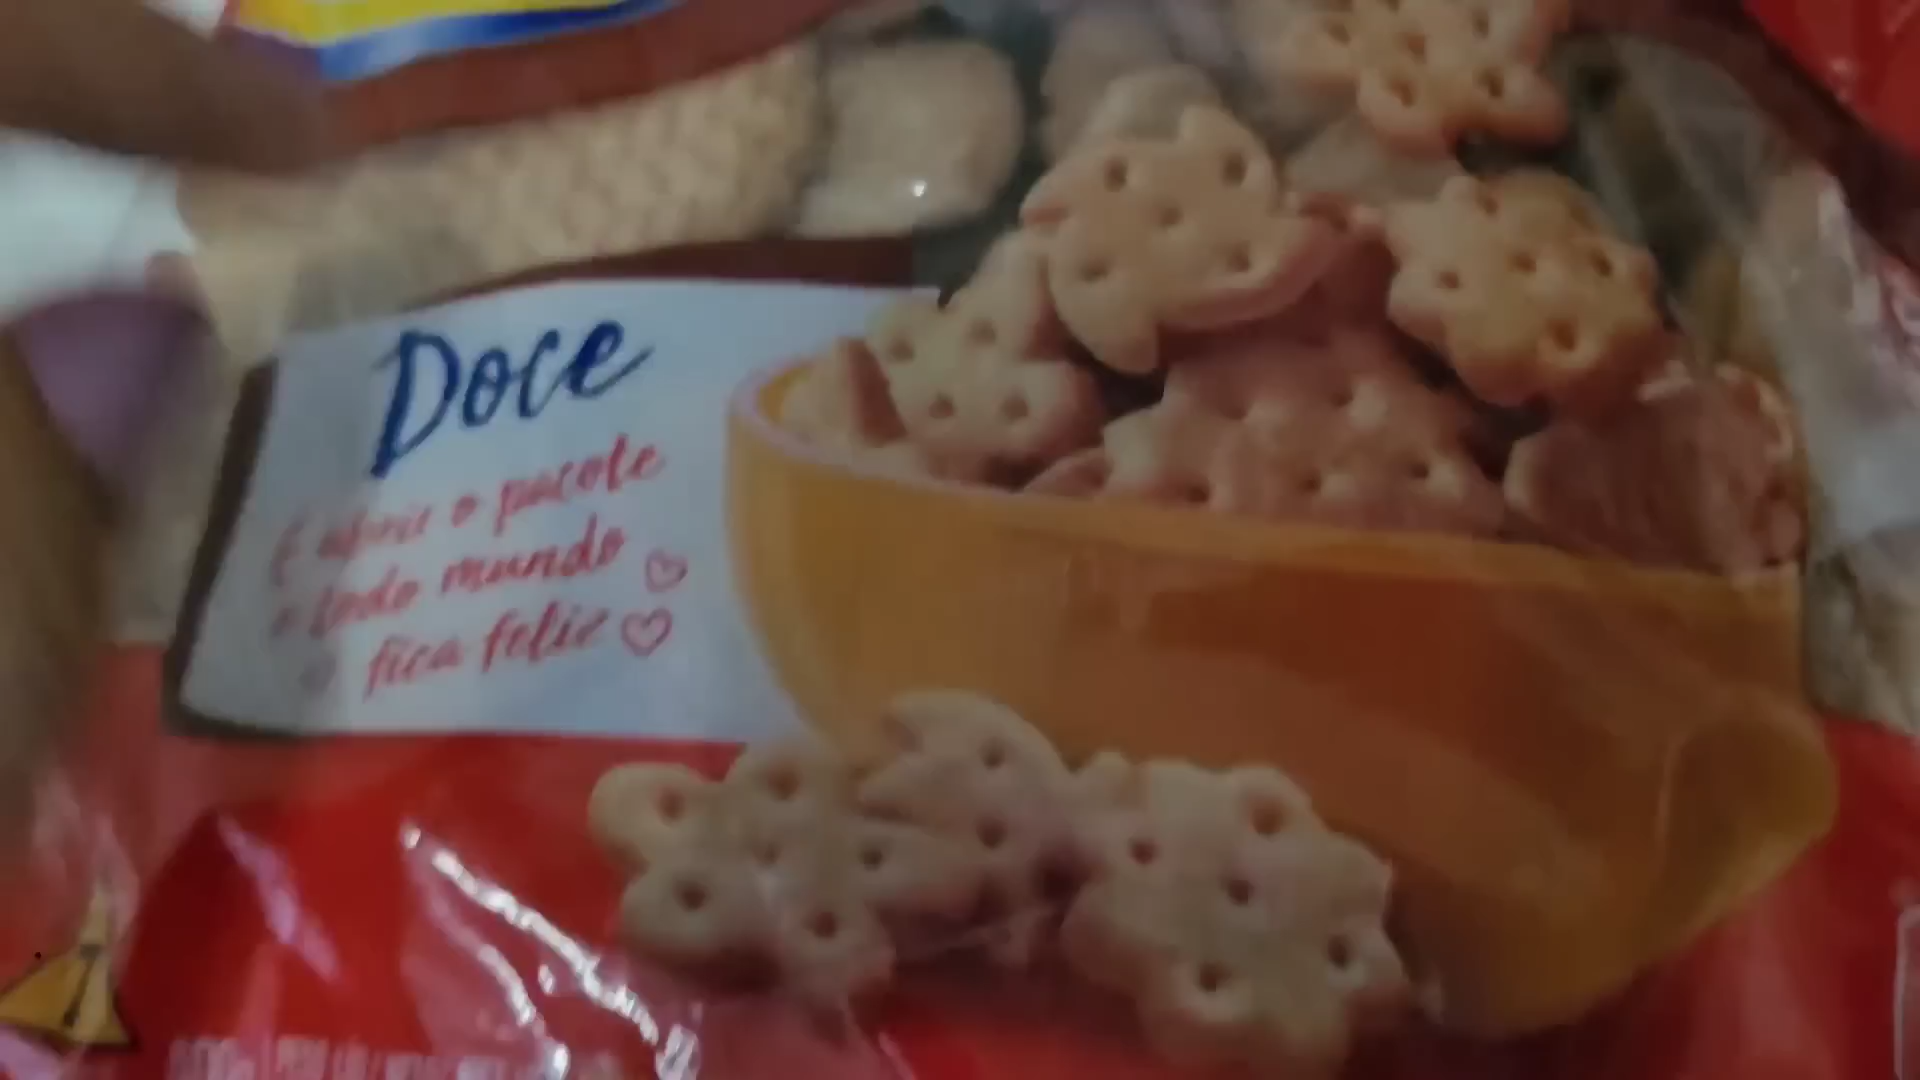 Doce
É abrir o pacote
e todo mundo
fica feliz